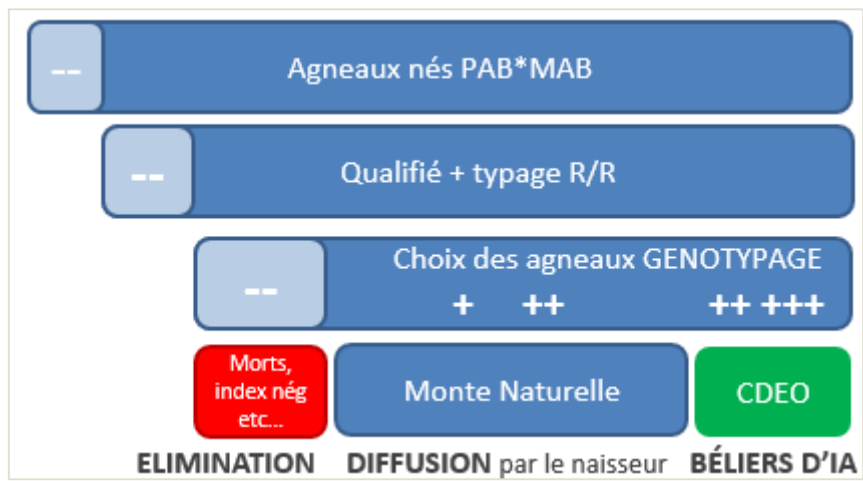 -- Agneaux nés PAB*MAB
-- Qualifié + typage R/R
Choix des agneaux GENOTYPAGE
-- + ++ ++ +++
Morts,
index nég
etc...
Monte Naturelle
CDEO
ELIMINATION DIFFUSION par le naisseur BÉLIERS D'IA